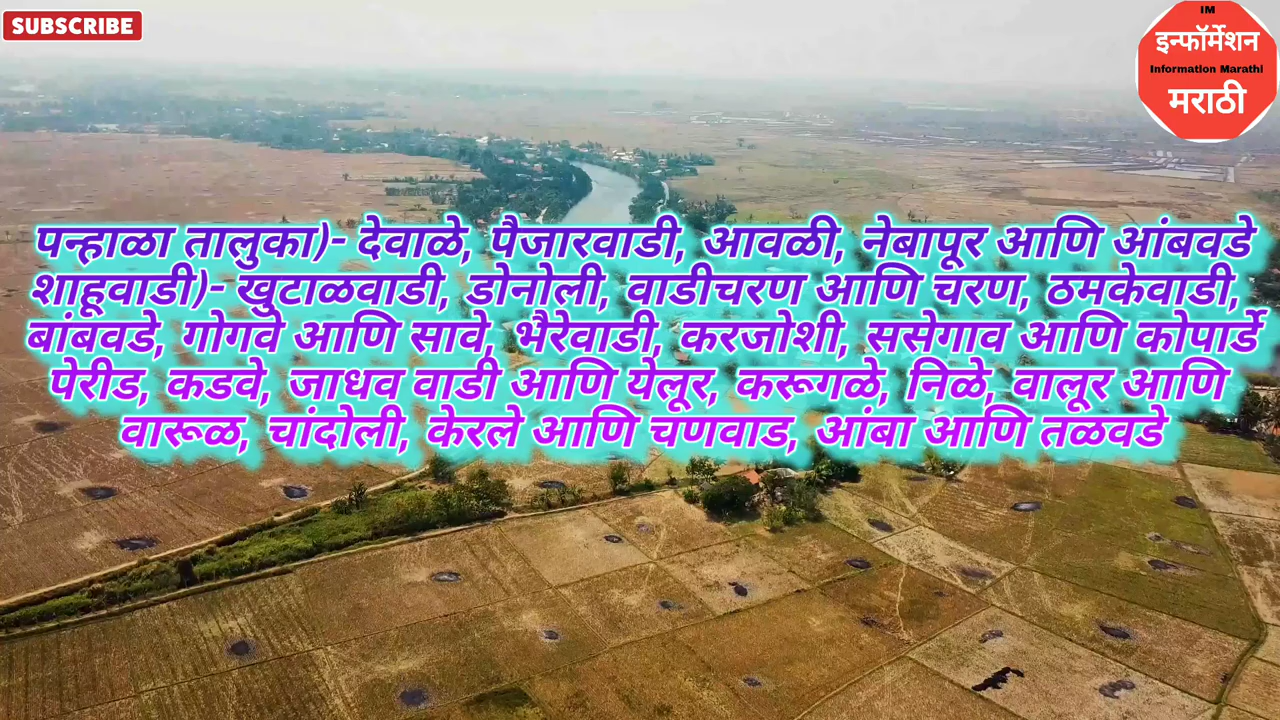 SUBSCRIBE
IM
इन्फॉर्मेशन
Information Marathi
मराठी
पन्हाळा तालुका)- देवाळे, पैजारवाडी, आवळी, नेबापूर आणि आंबवडे
शाहूवाडी)- खुटाळवाडी, डोनोली, वाडीचरण आणि चरण, ठमकेवाडी,
बांबवडे, गोगवे आणि सावे, भैरेवाडी, करजोशी, ससेगाव आणि कोपार्डे
पेरीड, कडवे, जाधव वाडी आणि येलूर, करूगळे, निळे, वालूर आणि
वारूळ, चांदोली, केरले आणि चणवाड, आंबा आणि तळवडे